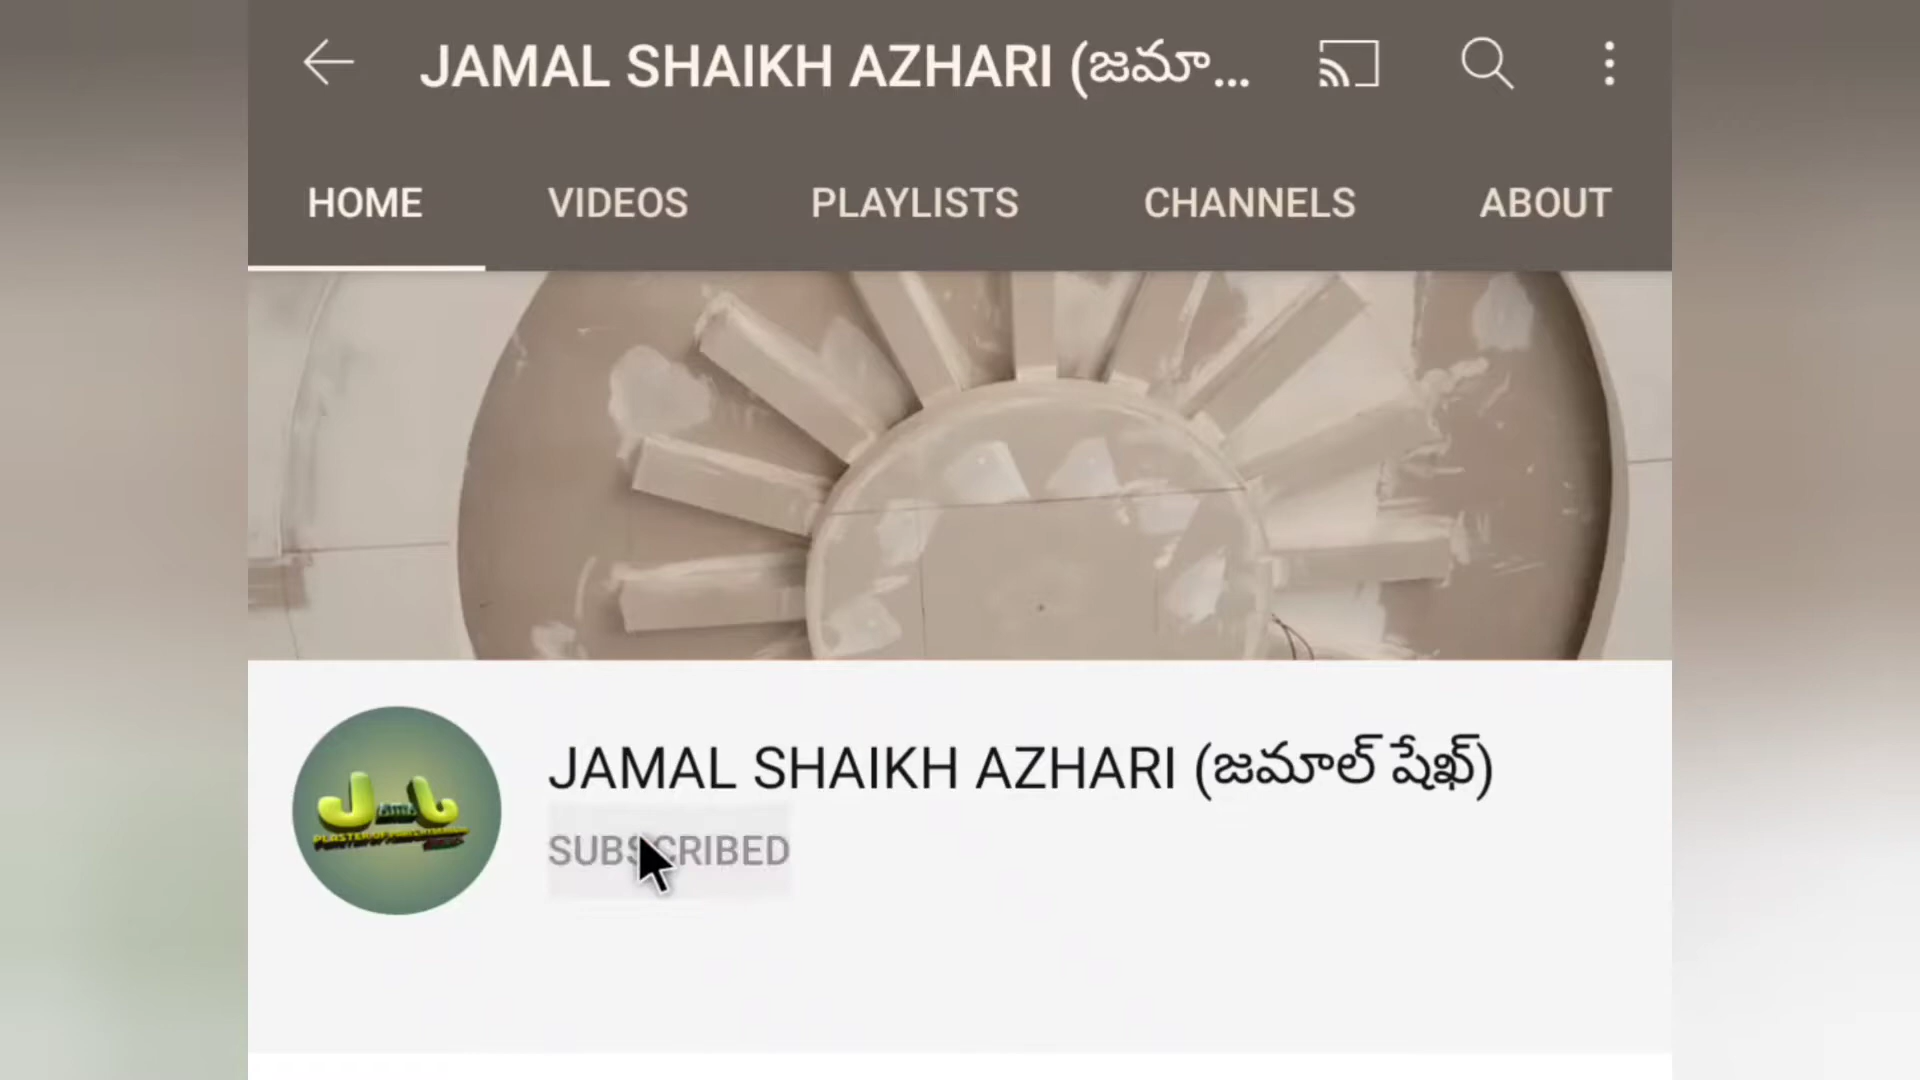 JAMAL SHAIKH AZHARI (జమా...
HOME VIDEOS PLAYLISTS CHANNELS ABOUT
JAMAL SHAIKH AZHARI (జమాల్ షేఖ్)
SUBSCRIBED